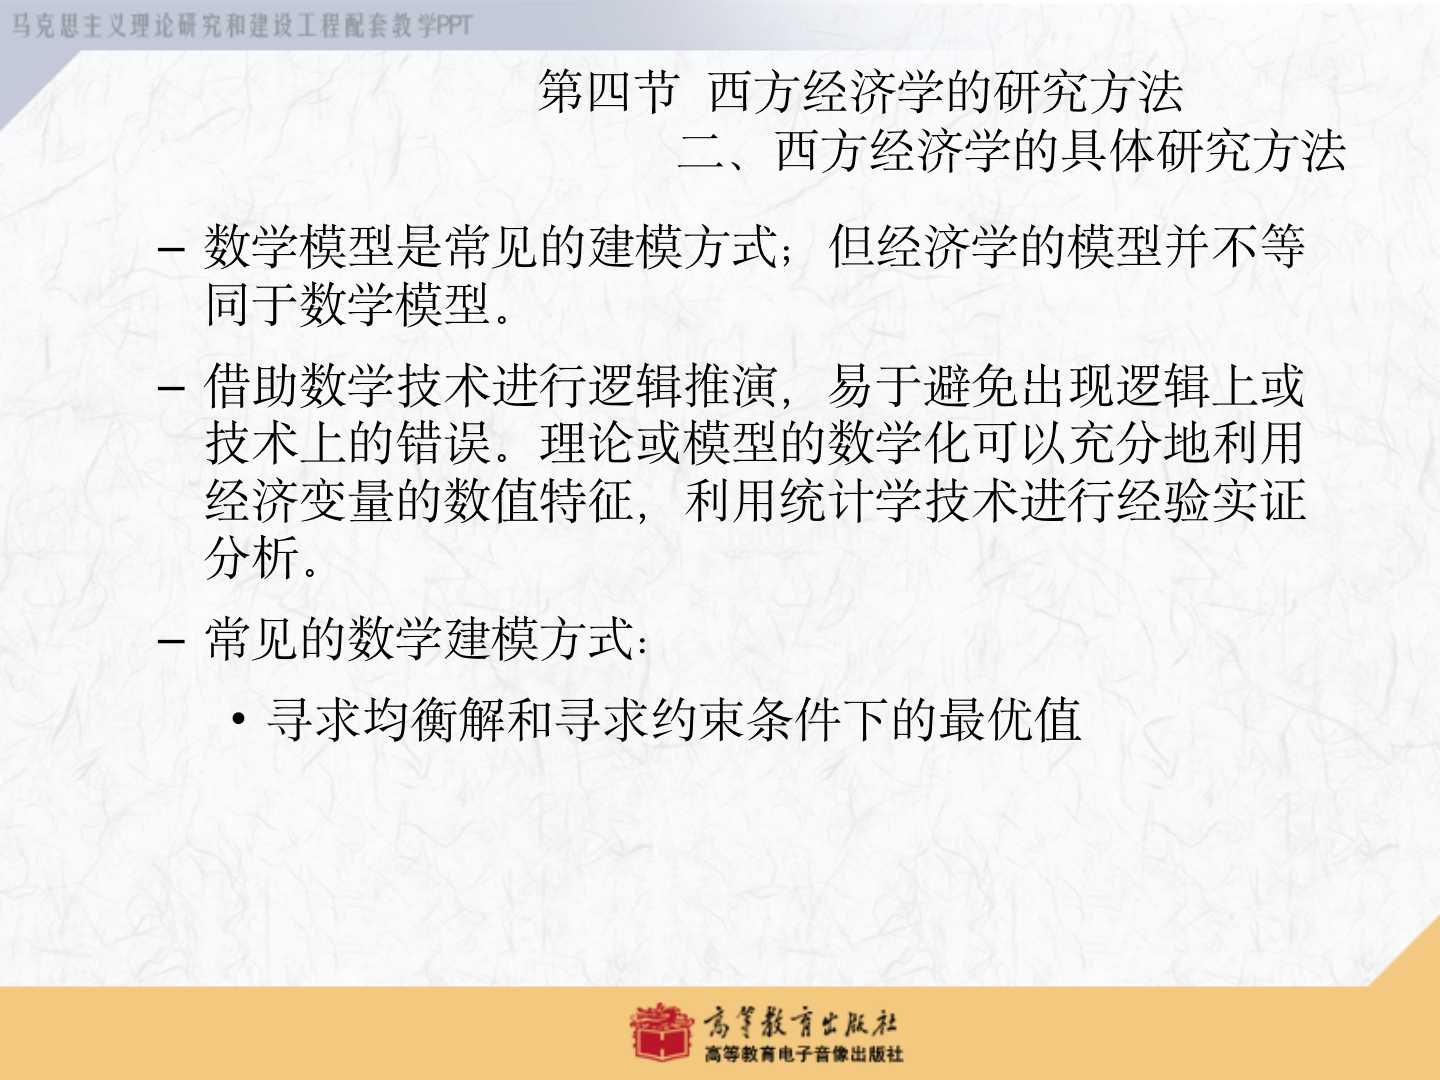 马克思主义理论研究和建设工程配套教学PPT
第四节 西方经济学的研究方法
二、西方经济学的具体研究方法
– 数学模型是常见的建模方式；但经济学的模型并不等
同于数学模型。
– 借助数学技术进行逻辑推演，易于避免出现逻辑上或
技术上的错误。理论或模型的数学化可以充分地利用
经济变量的数值特征，利用统计学技术进行经验实证
分析。
– 常见的数学建模方式：
• 寻求均衡解和寻求约束条件下的最优值
高等教育出版社
高等教育电子音像出版社